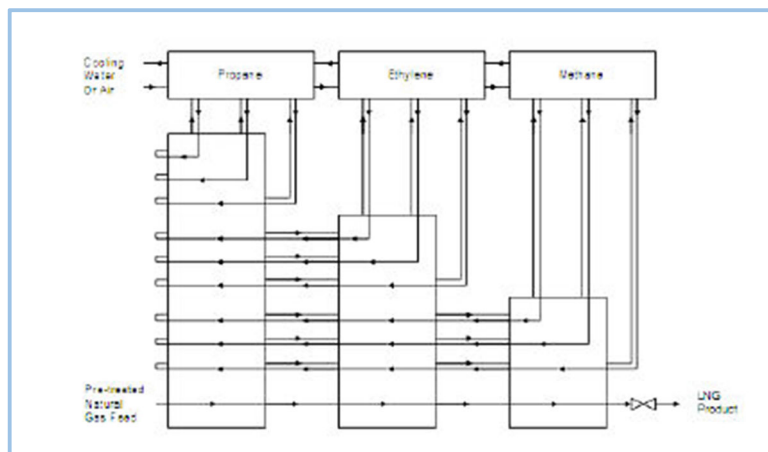 Cooling
Water
Or Air
Propane
Ethylene
Methane
Pre-treated
Natural
Gas Feed
LNG
Product